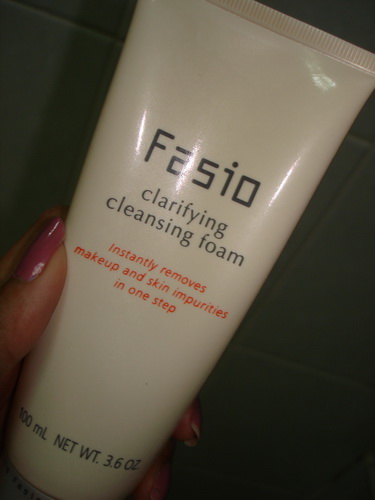 Fasio
clarifying
cleansing foam
Instantly removes
makeup and skin impurities
in one step
100 mL NET WT. 3.6 OZ